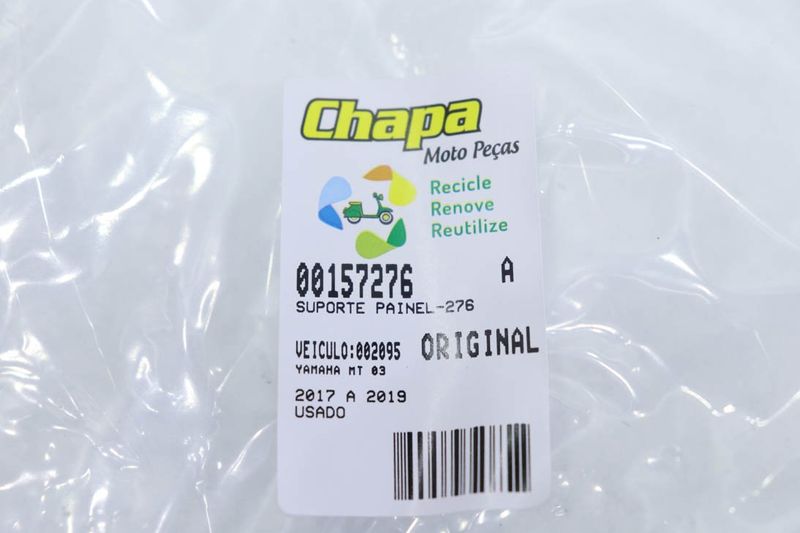 Chapa
Moto Peças
Recicle
Renove
Reutilize
00157276 A
SUPORTE PAINEL-276
VEICULO:002095 ORIGINAL
YAMAHA MT 03
2017 A 2019
USADO